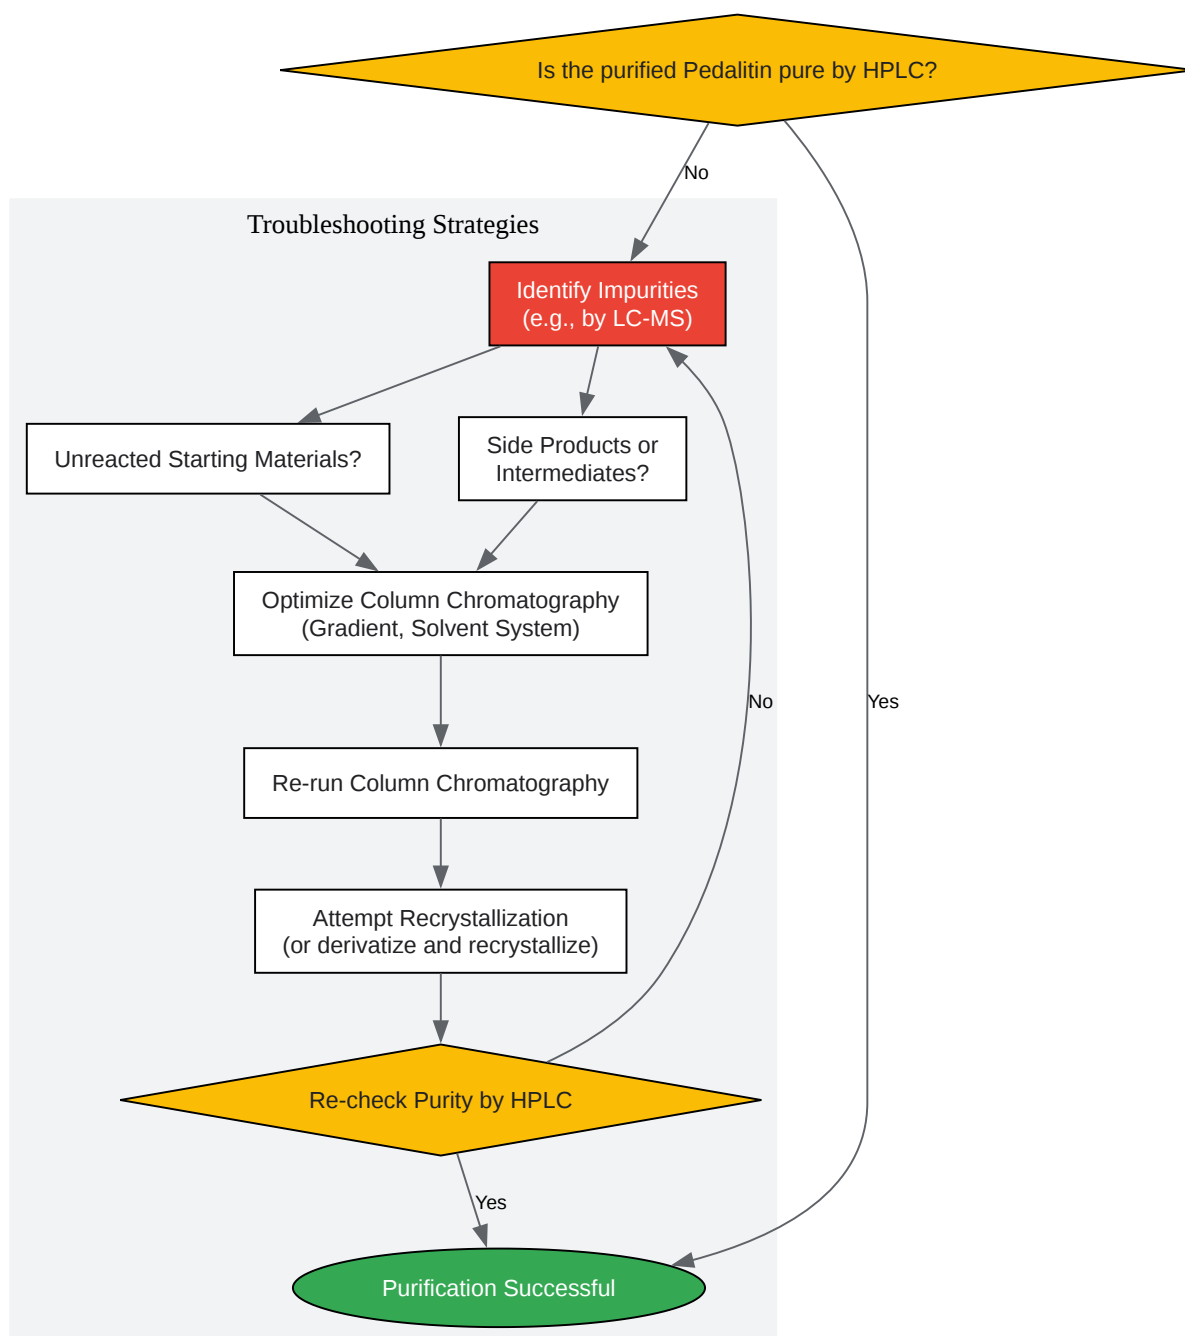 Is the purified Pedalitin pure by HPLC?
No
Troubleshooting Strategies
Identify Impurities
(e.g., by LC-MS)
Unreacted Starting Materials?
Side Products or
Intermediates?
Optimize Column Chromatography
(Gradient, Solvent System)
No
Yes
Re-run Column Chromatography
Attempt Recrystallization
(or derivatize and recrystallize)
Re-check Purity by HPLC
Yes
Purification Successful